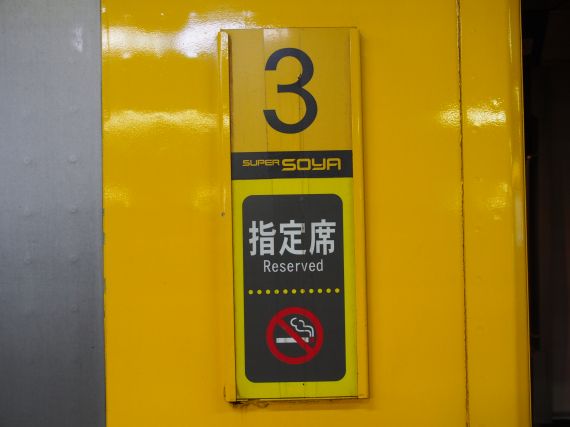 3
SUPER SOYA
指定席
Reserved